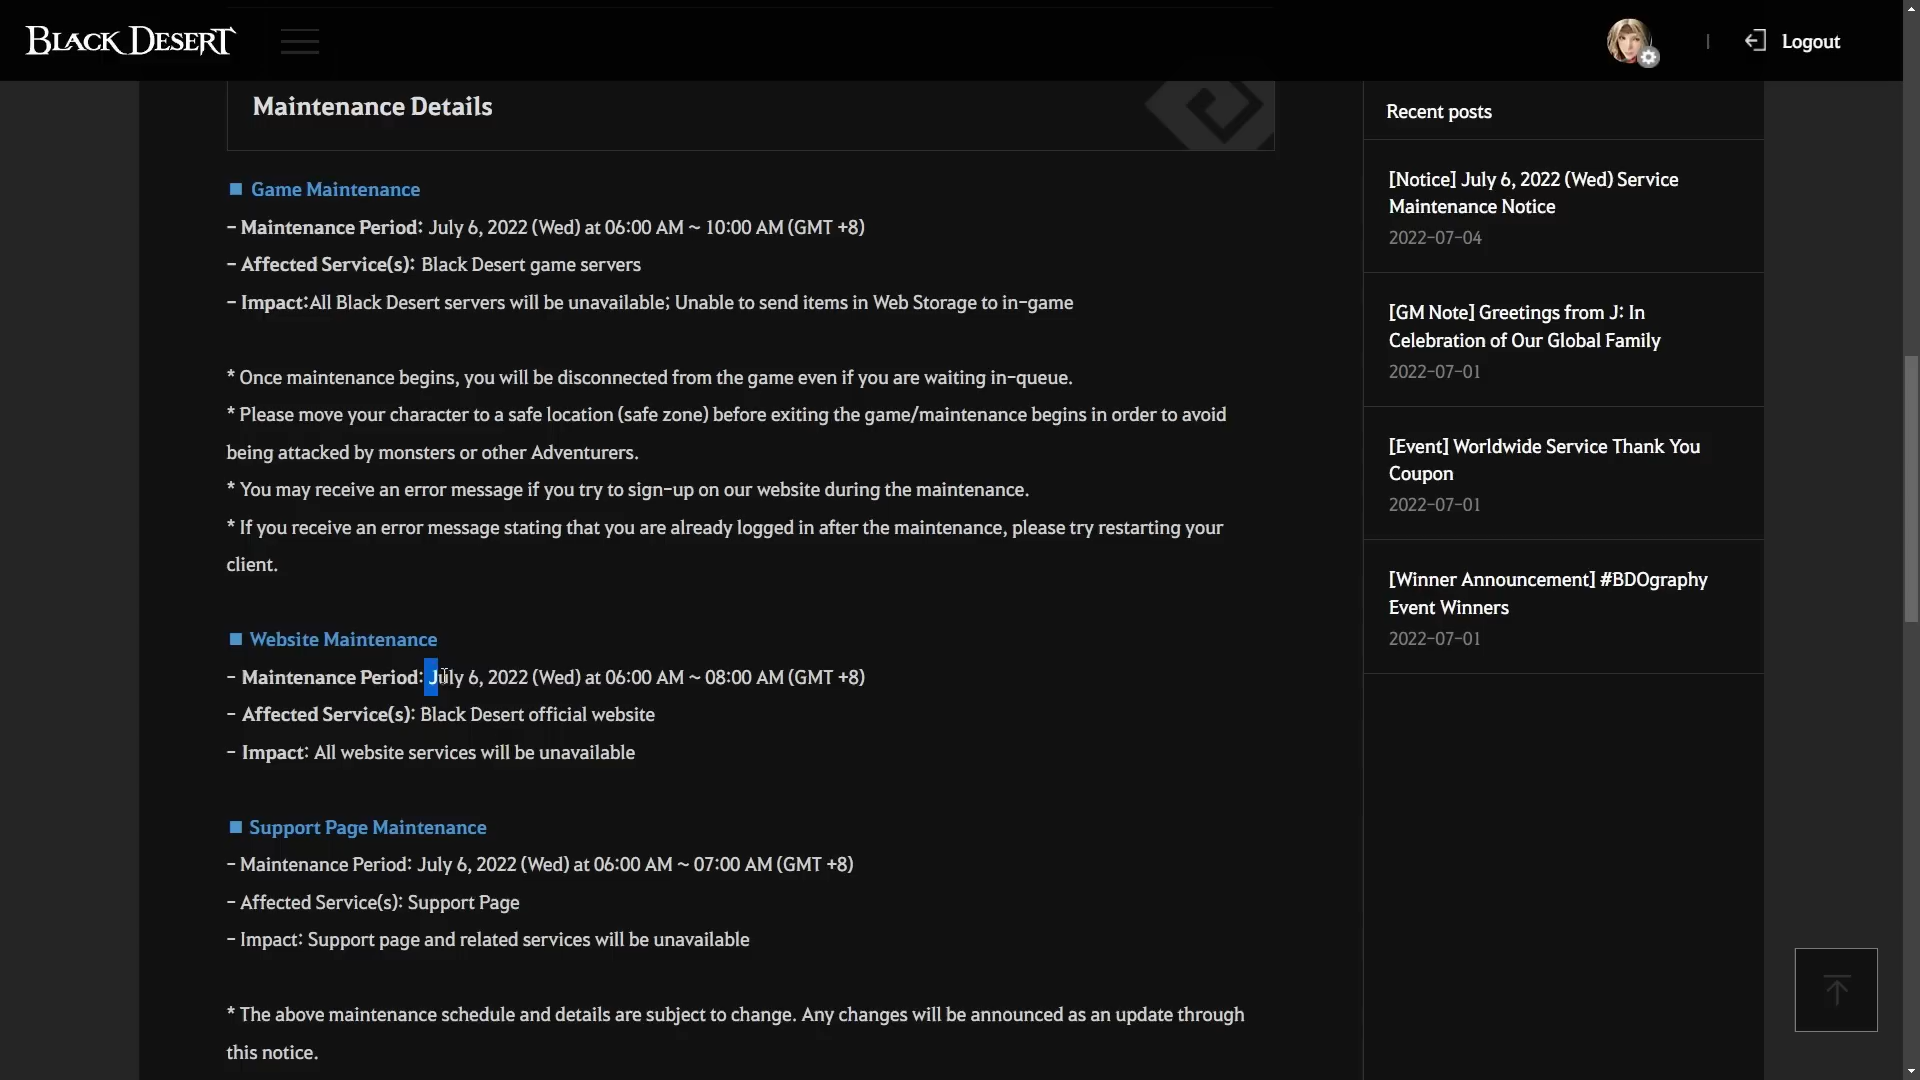 BLACK DESERT
Logout
Maintenance Details
■ Game Maintenance
- Maintenance Period: July 6, 2022 (Wed) at 06:00 AM ~ 10:00 AM (GMT +8)
- Affected Service(s): Black Desert game servers
- Impact:All Black Desert servers will be unavailable; Unable to send items in Web Storage to in-game
* Once maintenance begins, you will be disconnected from the game even if you are waiting in-queue.
* Please move your character to a safe location (safe zone) before exiting the game/maintenance begins in order to avoid
being attacked by monsters or other Adventurers.
* You may receive an error message if you try to sign-up on our website during the maintenance.
* If you receive an error message stating that you are already logged in after the maintenance, please try restarting your
client.
■ Website Maintenance
- Maintenance Period: July 6, 2022 (Wed) at 06:00 AM ~ 08:00 AM (GMT +8)
- Affected Service(s): Black Desert official website
- Impact: All website services will be unavailable
■ Support Page Maintenance
- Maintenance Period: July 6, 2022 (Wed) at 06:00 AM ~ 07:00 AM (GMT +8)
- Affected Service(s): Support Page
- Impact: Support page and related services will be unavailable
* The above maintenance schedule and details are subject to change. Any changes will be announced as an update through
this notice.
Recent posts
[Notice] July 6, 2022 (Wed) Service
Maintenance Notice
2022-07-04
[GM Note] Greetings from J: In
Celebration of Our Global Family
2022-07-01
[Event] Worldwide Service Thank You
Coupon
2022-07-01
[Winner Announcement] #BDOgraphy
Event Winners
2022-07-01